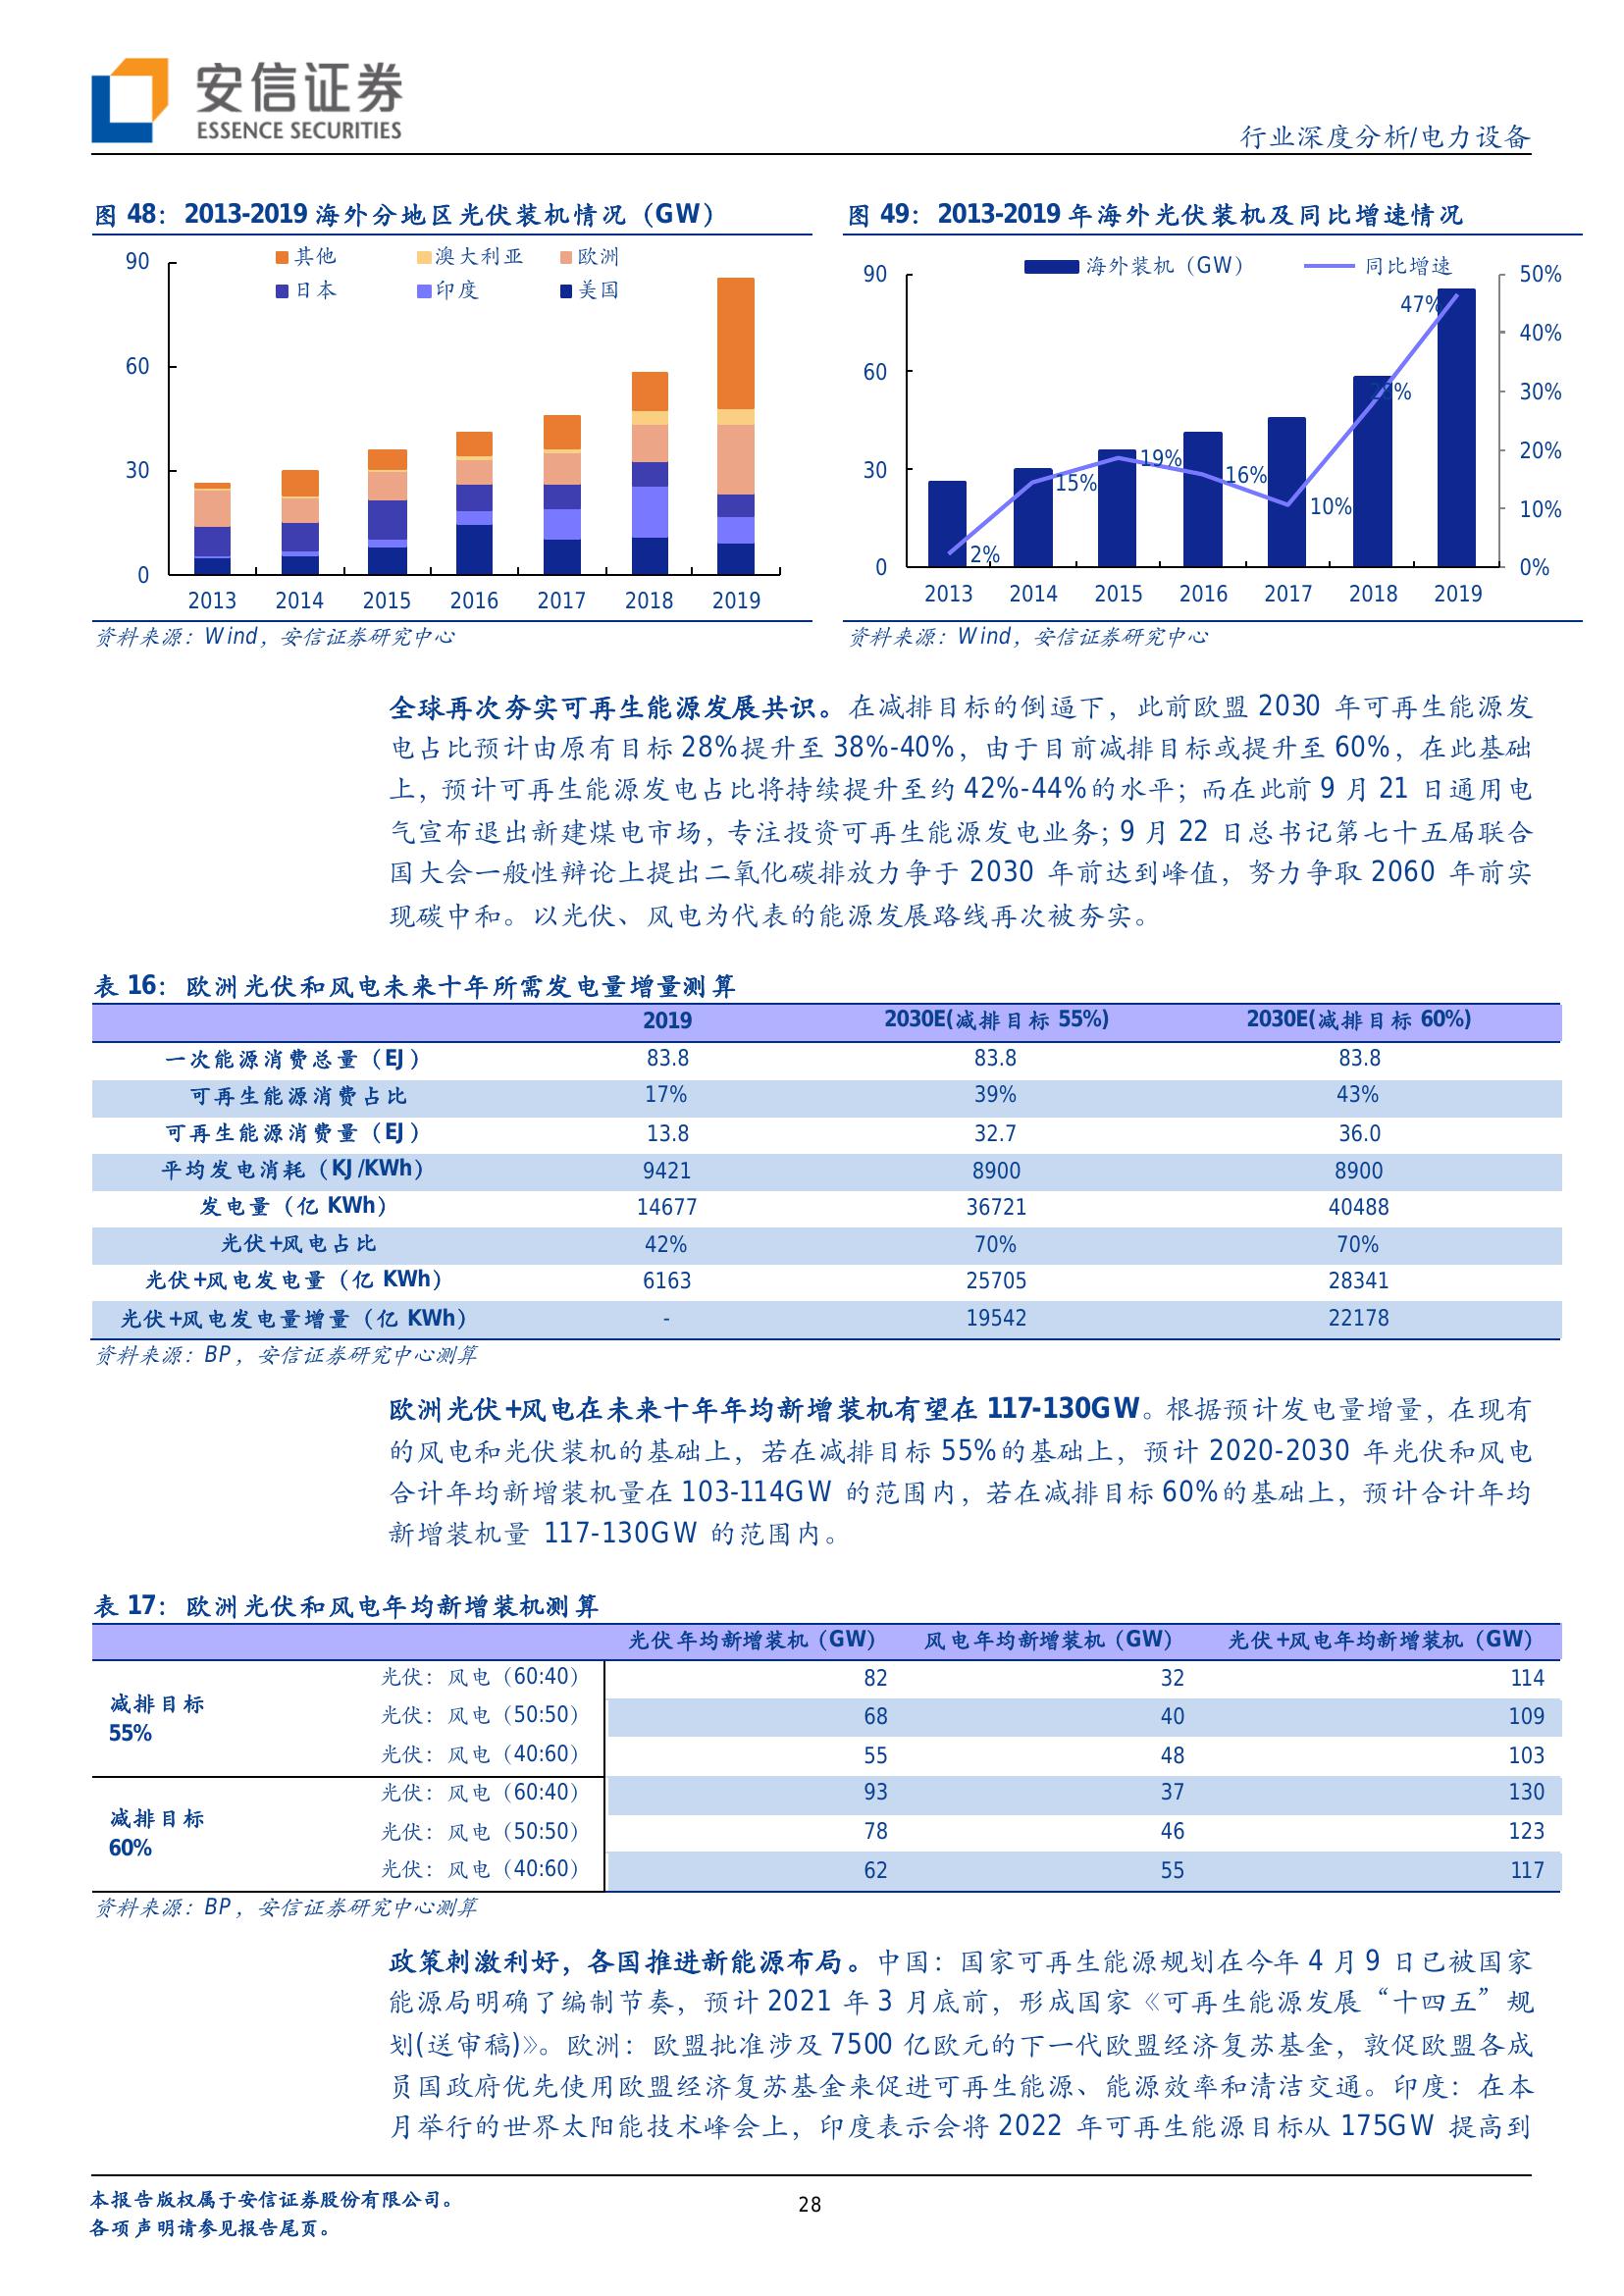 安信证券
ESSENCE SECURITIES
行业深度分析/电力设备
图 48：2013-2019 海外分地区光伏装机情况（GW）
其他 澳大利亚 欧洲
日本 印度 美国
90
60
30
0
2013 2014 2015 2016 2017 2018 2019
资料来源：Wind，安信证券研究中心
图 49：2013-2019 年海外光伏装机及同比增速情况
海外装机（GW） 同比增速
90
60
30
0
50%
40%
30%
20%
10%
0%
2% 15% 19% 16% 10% 47%
2013 2014 2015 2016 2017 2018 2019
资料来源：Wind，安信证券研究中心
全球再次夯实可再生能源发展共识。在减排目标的倒逼下，此前欧盟 2030 年可再生能源发
电占比预计由原有目标 28%提升至 38%-40%，由于目前减排目标或提升至 60%，在此基础
上，预计可再生能源发电占比将持续提升至约 42%-44%的水平；而在此前 9 月 21 日通用电
气宣布退出新建煤电市场，专注投资可再生能源发电业务；9 月 22 日总书记第七十五届联合
国大会一般性辩论上提出二氧化碳排放力争于 2030 年前达到峰值，努力争取 2060 年前实
现碳中和。以光伏、风电为代表的能源发展路线再次被夯实。
表 16：欧洲光伏和风电未来十年所需发电量增量测算
2019 2030E(减排目标 55%) 2030E(减排目标 60%)
一次能源消费总量（EJ） 83.8 83.8 83.8
可再生能源消费占比 17% 39% 43%
可再生能源消费量（EJ） 13.8 32.7 36.0
平均发电消耗（KJ/KWh） 9421 8900 8900
发电量（亿 KWh） 14677 36721 40488
光伏+风电占比 42% 70% 70%
光伏+风电发电量（亿 KWh） 6163 25705 28341
光伏+风电发电量增量（亿 KWh） - 19542 22178
资料来源：BP，安信证券研究中心测算
欧洲光伏+风电在未来十年年均新增装机有望在 117-130GW。根据预计发电量增量，在现有
的风电和光伏装机的基础上，若在减排目标 55%的基础上，预计 2020-2030 年光伏和风电
合计年均新增装机量在 103-114GW 的范围内，若在减排目标 60%的基础上，预计合计年均
新增装机量 117-130GW 的范围内。
表 17：欧洲光伏和风电年均新增装机测算
光伏年均新增装机（GW） 风电年均新增装机（GW） 光伏+风电年均新增装机（GW）
减排目标
55%
光伏：风电（60:40） 82 32 114
光伏：风电（50:50） 68 40 109
光伏：风电（40:60） 55 48 103
减排目标
60%
光伏：风电（60:40） 93 37 130
光伏：风电（50:50） 78 46 123
光伏：风电（40:60） 62 55 117
资料来源：BP，安信证券研究中心测算
政策刺激利好，各国推进新能源布局。中国：国家可再生能源规划在今年 4 月 9 日已被国家
能源局明确了编制节奏，预计 2021 年 3 月底前，形成国家《可再生能源发展“十四五”规
划(送审稿)》。欧洲：欧盟批准涉及 7500 亿欧元的下一代欧盟经济复苏基金，敦促欧盟各成
员国政府优先使用欧盟经济复苏基金来促进可再生能源、能源效率和清洁交通。印度：在本
月举行的世界太阳能技术峰会上，印度表示会将 2022 年可再生能源目标从 175GW 提高到
本报告版权属于安信证券股份有限公司。
各项声明请参见报告尾页。
28